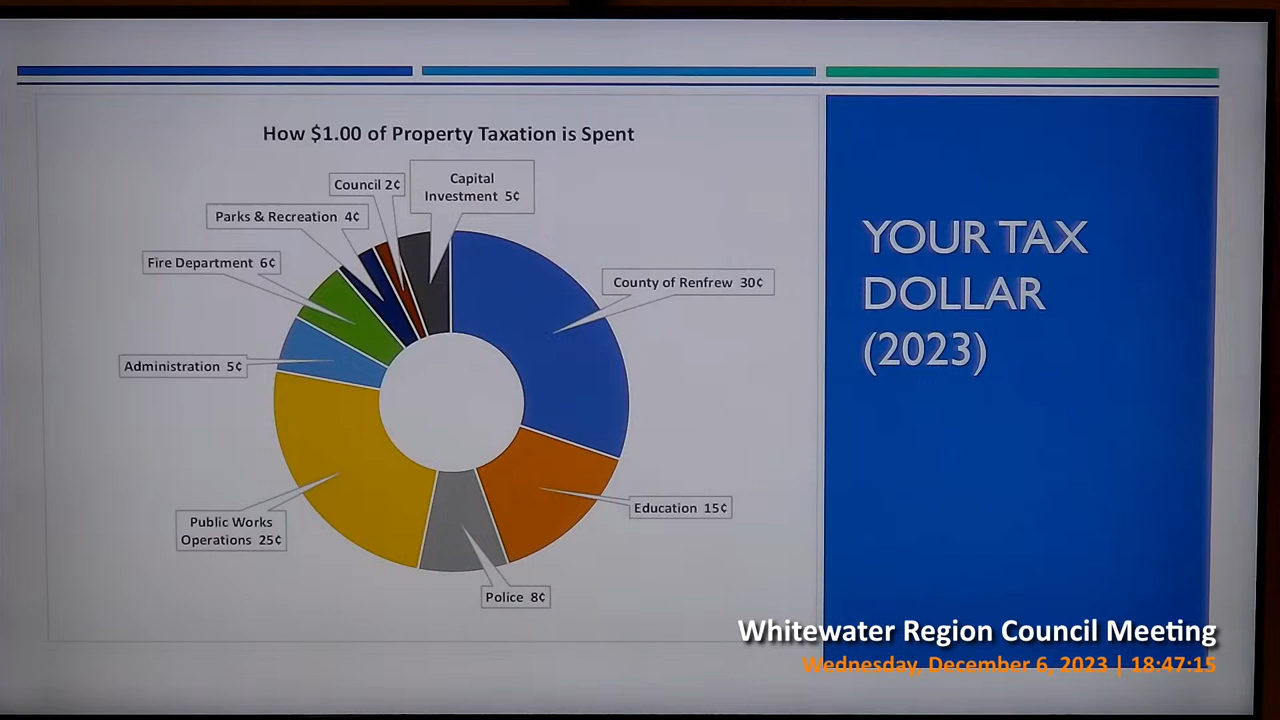 How $1.00 of Property Taxation is Spent
Council 2¢
Capital
Investment 5¢
Parks & Recreation 4¢
Fire Department 6¢
County of Renfrew 30¢
Administration 5¢
Education 15¢
Public Works
Operations 25¢
Police 8¢
YOUR TAX
DOLLAR
(2023)
Whitewater Region Council Meeting
Wednesday, December 6, 2023 | 18:47:15